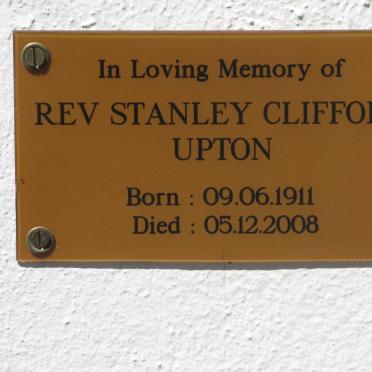 In Loving Memory of
REV STANLEY CLIFFO
UPTON
Born : 09.06.1911
Died : 05.12.2008